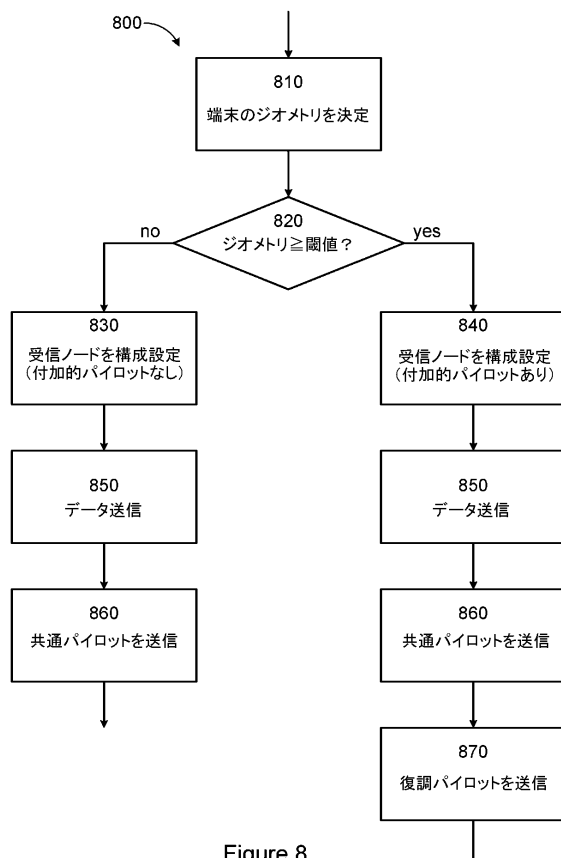 800
810
端末のジオメトリを決定
820
ジオメトリ≧閾値？
no
yes
830
受信ノードを構成設定
（付加的パイロットなし）
840
受信ノードを構成設定
（付加的パイロットあり）
850
データ送信
850
データ送信
860
共通パイロットを送信
860
共通パイロットを送信
870
復調パイロットを送信
Figure 8